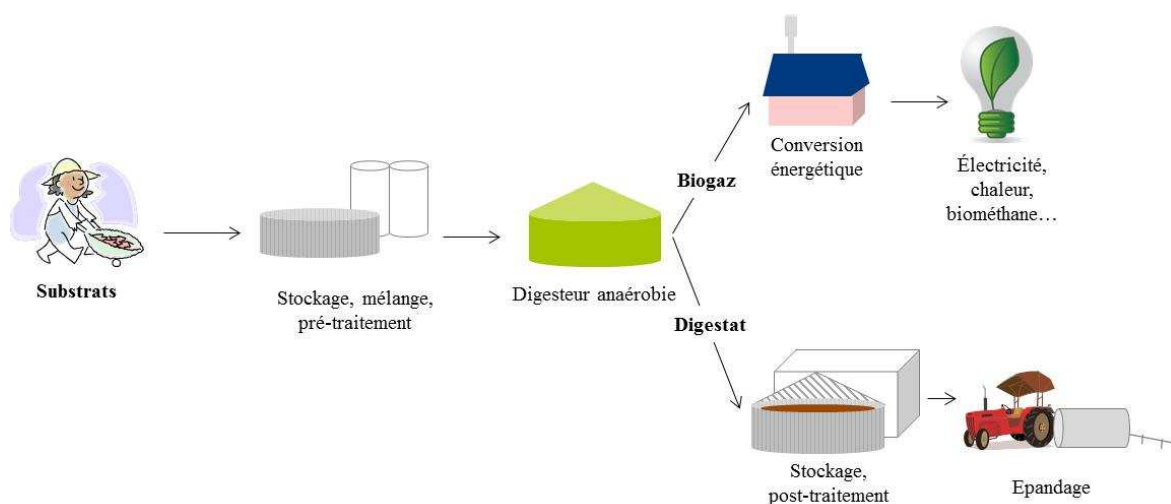 Substrats
Stockage, mélange,
pré-traitement
Digesteur anaérobie
Biogaz
Conversion
énergétique
Électricité,
chaleur,
biométhane…
Digestat
Stockage,
post-traitement
Epandage